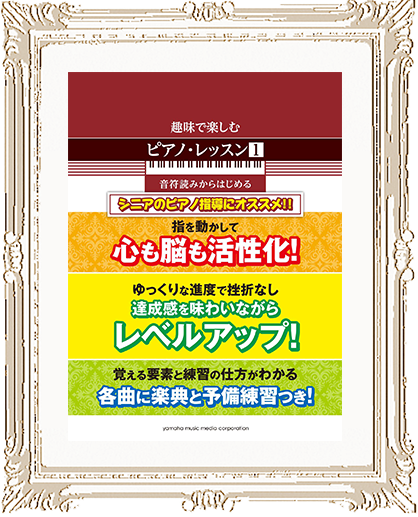 趣味で楽しむ
ピアノ・レッスン1
音符読みからはじめる
シニアのピアノ指導にオススメ!!
指を動かして
心も脳も活性化!
ゆっくりな進度で挫折なし
達成感を味わいながら
レベルアップ!
覚える要素と練習の仕方がわかる
各曲に楽典と予備練習つき!
yamaha music media corporation